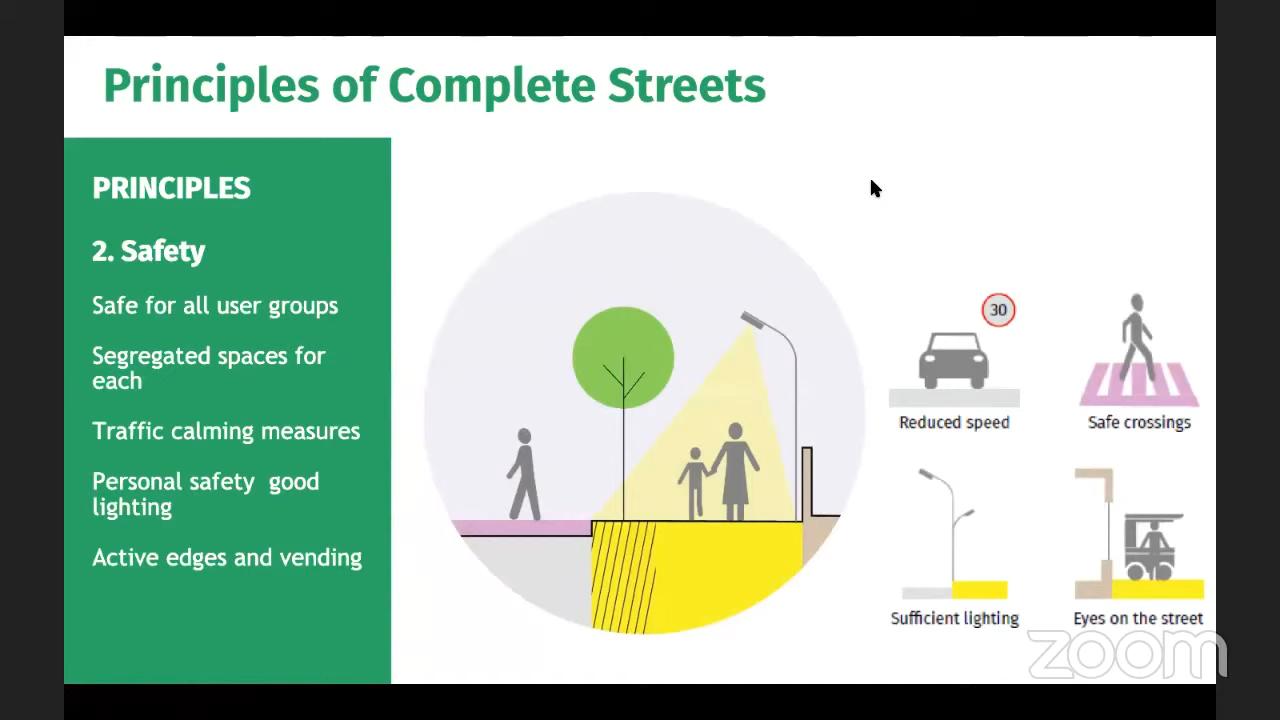 Principles of Complete Streets
PRINCIPLES
2. Safety
Safe for all user groups
Segregated spaces for
each
Traffic calming measures
Personal safety  good
lighting
Active edges and vending
30
Reduced speed
Safe crossings
Sufficient lighting
Eyes on the street
zoom